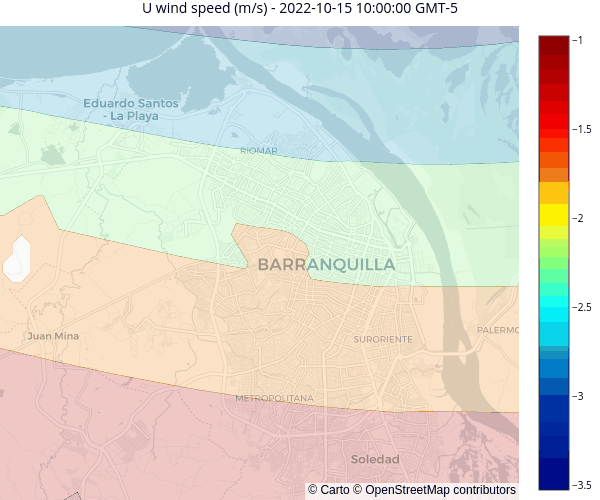 U wind speed (m/s) - 2022-10-15 10:00:00 GMT-5
Eduardo Santos
- La Playa
RIOMAR
BARRANQUILLA
Juan Mina
SURORIENTE
PALERMO
METROPOLITANA
Soledad
© Carto © OpenStreetMap contributors
−1
−1.5
−2
−2.5
−3
−3.5